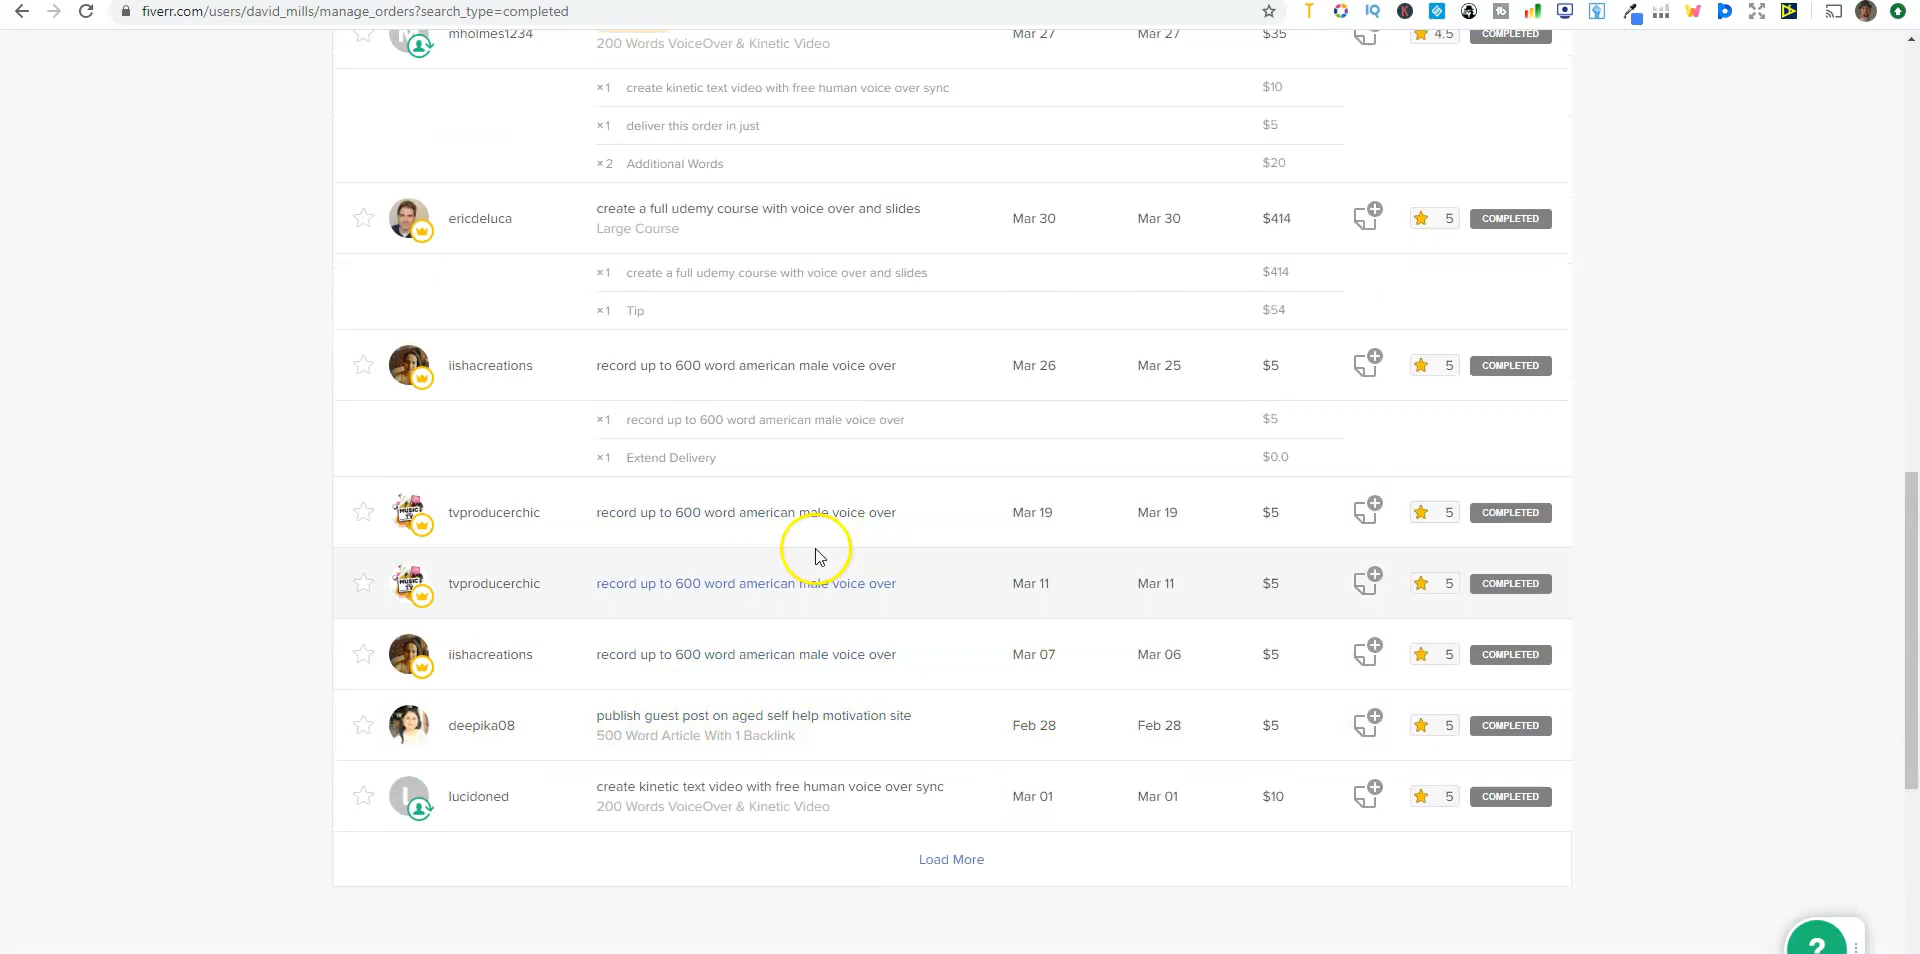 fiverr.com/users/david_mills/manage_orders?search_type=completed
mholmes1234
200 Words VoiceOver & Kinetic Video
Mar 27
Mar 27
$35
4.5
COMPLETED
×1 create kinetic text video with free human voice over sync $10
×1 deliver this order in just $5
×2 Additional Words $20
ericdeluca
create a full udemy course with voice over and slides
Large Course
Mar 30
Mar 30
$414
5
COMPLETED
×1 create a full udemy course with voice over and slides $414
×1 Tip $54
iishacreations
record up to 600 word american male voice over
Mar 26
Mar 25
$5
5
COMPLETED
×1 record up to 600 word american male voice over $5
×1 Extend Delivery $0.0
tvproducerchic
record up to 600 word american male voice over
Mar 19
Mar 19
$5
5
COMPLETED
tvproducerchic
record up to 600 word american male voice over
Mar 11
Mar 11
$5
5
COMPLETED
iishacreations
record up to 600 word american male voice over
Mar 07
Mar 06
$5
5
COMPLETED
deepika08
publish guest post on aged self help motivation site
500 Word Article With 1 Backlink
Feb 28
Feb 28
$5
5
COMPLETED
L
lucidoned
create kinetic text video with free human voice over sync
200 Words VoiceOver & Kinetic Video
Mar 01
Mar 01
$10
5
COMPLETED
Load More
?